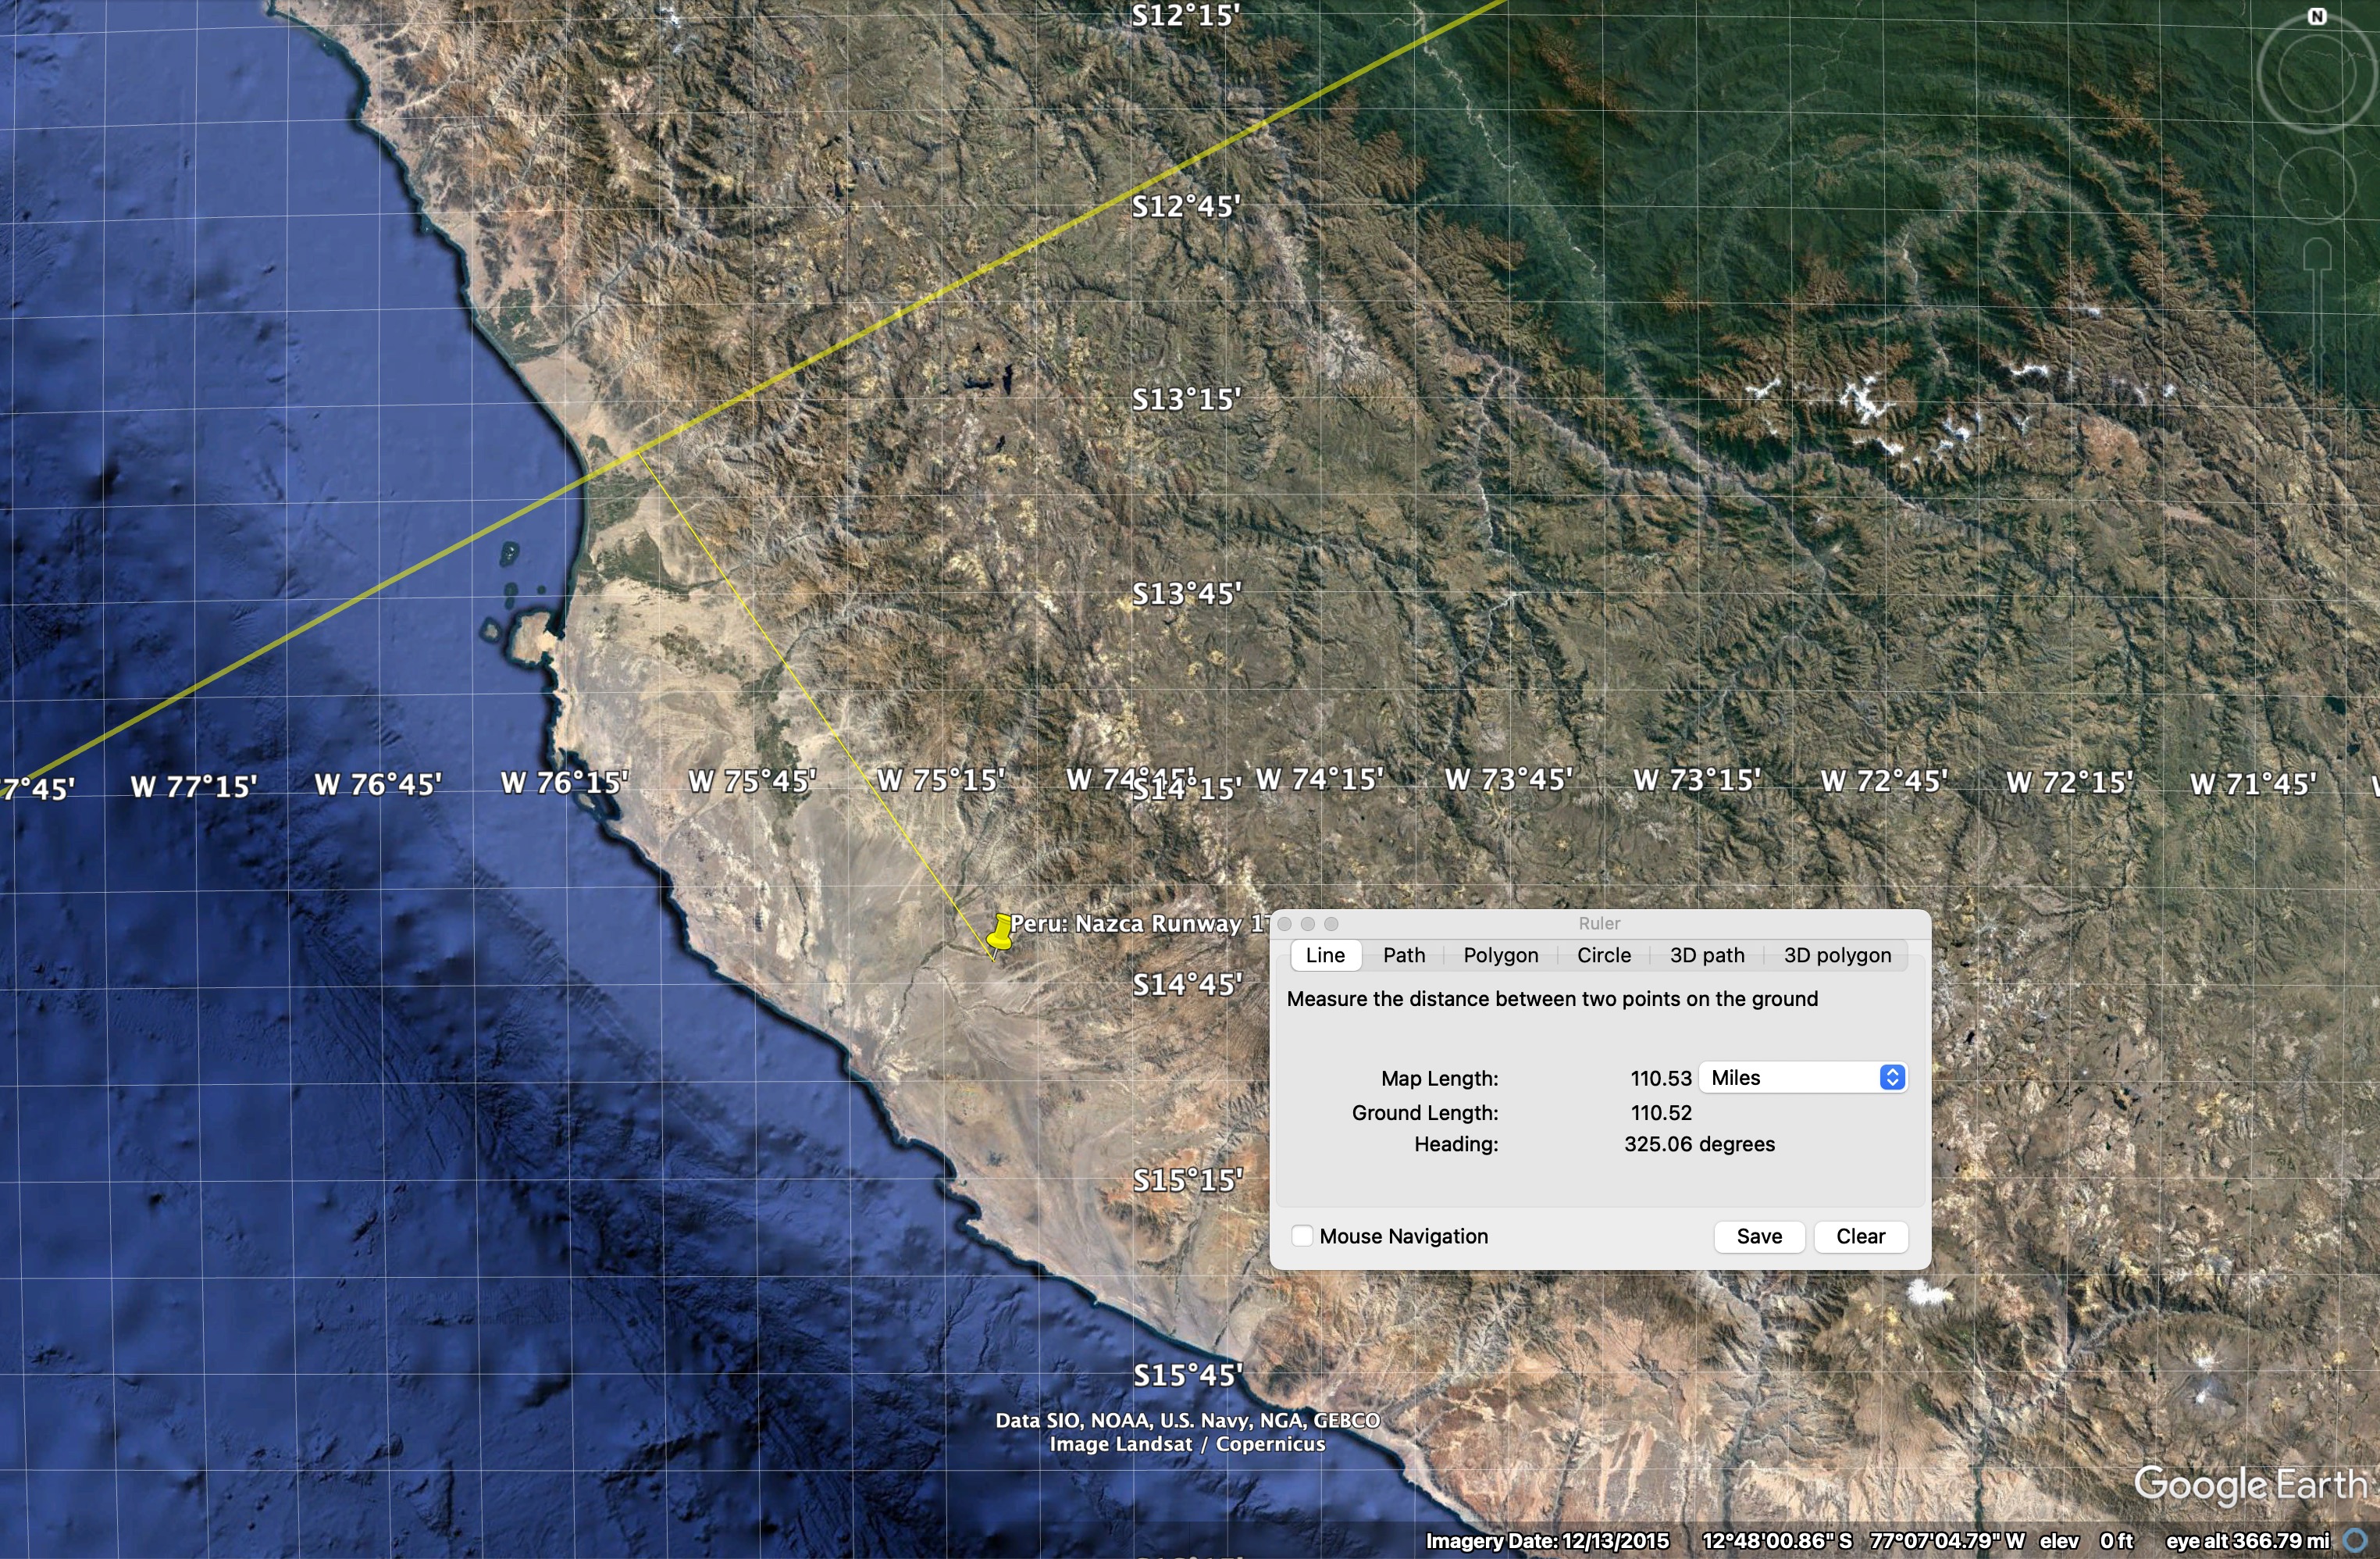 S12°15'
N
S12°45'
S13°15'
S13°45'
7°45'
W 77°15'
W 76°45'
W 76°15'
W 75°45'
W 75°15'
W 74°45'
S14°15'
W 74°15'
W 73°45'
W 73°15'
W 72°45'
W 72°15'
W 71°45'
Peru: Nazca Runway
Ruler
Line Path Polygon Circle 3D path 3D polygon
S14°45'
Measure the distance between two points on the ground
Map Length: 110.53 Miles
Ground Length: 110.52
Heading: 325.06 degrees
S15°15'
Mouse Navigation Save Clear
S15°45'
Data SIO, NOAA, U.S. Navy, NGA, GEBCO
Image Landsat / Copernicus
Google Earth
Imagery Date: 12/13/2015 12°48'00.86" S 77°07'04.79" W elev 0 ft eye alt 366.79 mi